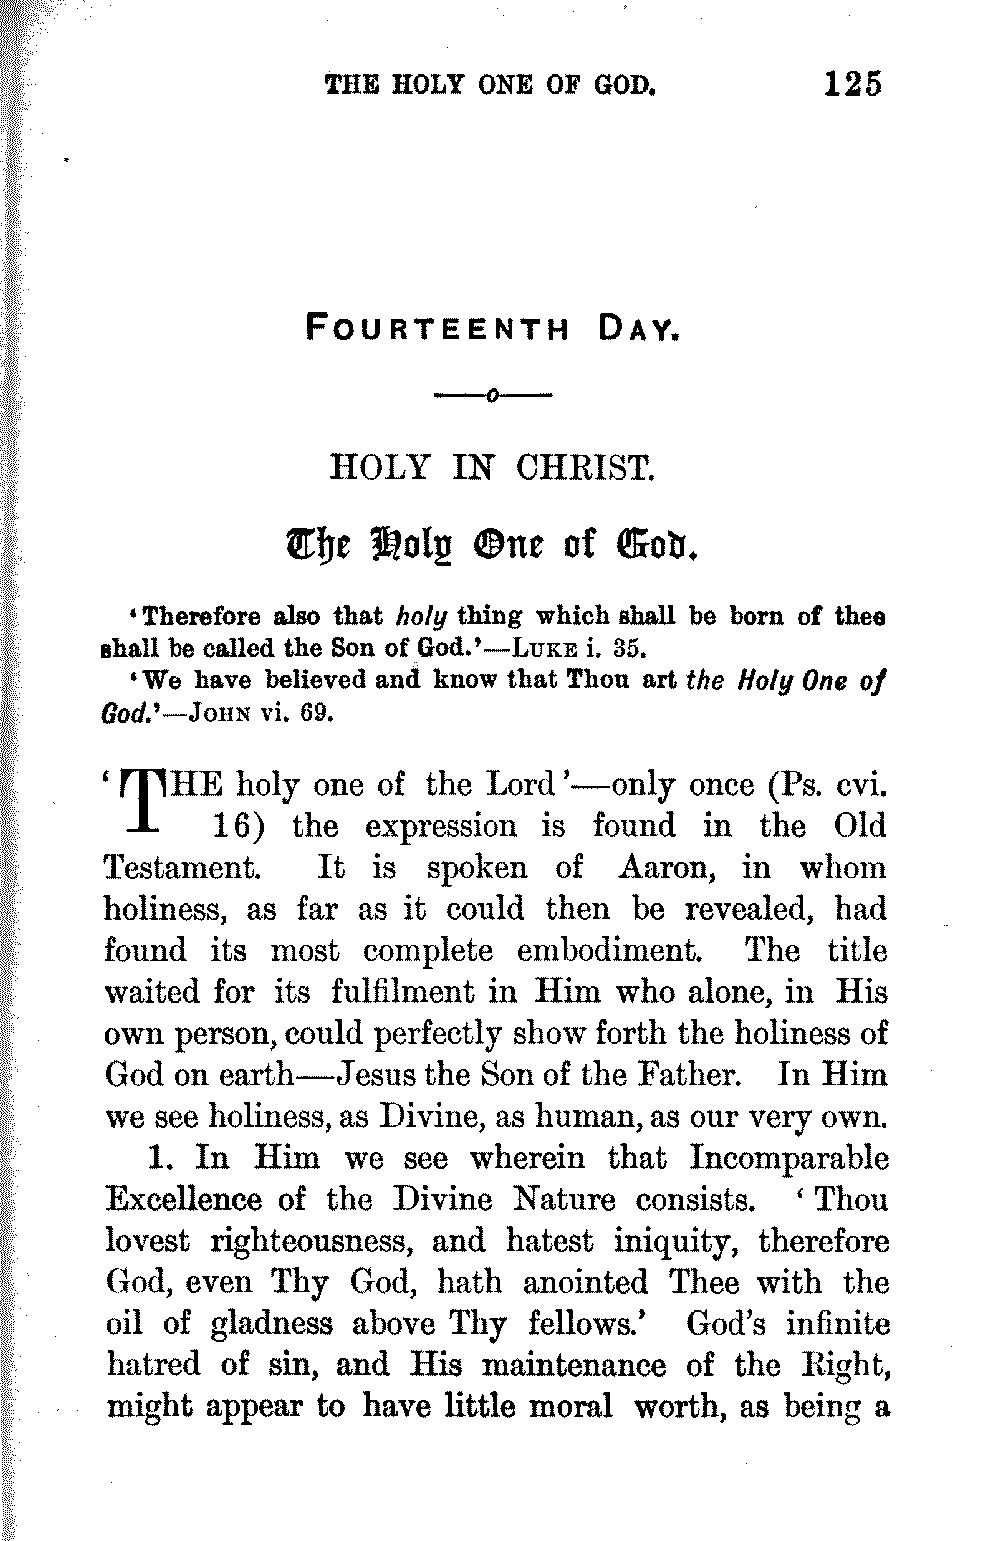 THE HOLY ONE OF GOD. 125
FOURTEENTH DAY.
HOLY IN CHRIST.
The Holy One of God.
‘Therefore also that holy thing which shall be born of thee
shall be called the Son of God.’—LUKE i. 35.
‘We have believed and know that Thou art the Holy One of
God.’—JOHN vi. 69.
‘THE holy one of the Lord’—only once (Ps. cvi.
16) the expression is found in the Old
Testament. It is spoken of Aaron, in whom
holiness, as far as it could then be revealed, had
found its most complete embodiment. The title
waited for its fulfilment in Him who alone, in His
own person, could perfectly show forth the holiness of
God on earth—Jesus the Son of the Father. In Him
we see holiness, as Divine, as human, as our very own.
1. In Him we see wherein that Incomparable
Excellence of the Divine Nature consists. ‘Thou
lovest righteousness, and hatest iniquity, therefore
God, even Thy God, hath anointed Thee with the
oil of gladness above Thy fellows.’ God’s infinite
hatred of sin, and His maintenance of the Right,
might appear to have little moral worth, as being a